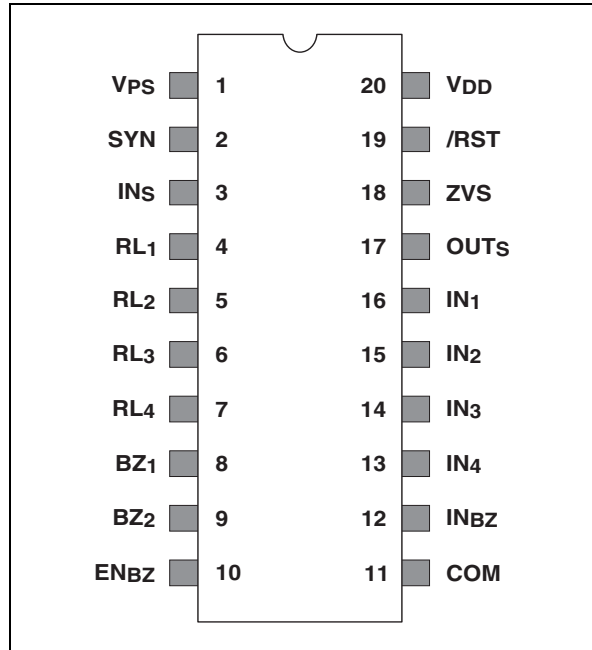 VPS 1 20 VDD
SYN 2 19 /RST
INS 3 18 ZVS
RL1 4 17 OUTS
RL2 5 16 IN1
RL3 6 15 IN2
RL4 7 14 IN3
BZ1 8 13 IN4
BZ2 9 12 INBZ
ENBZ 10 11 COM